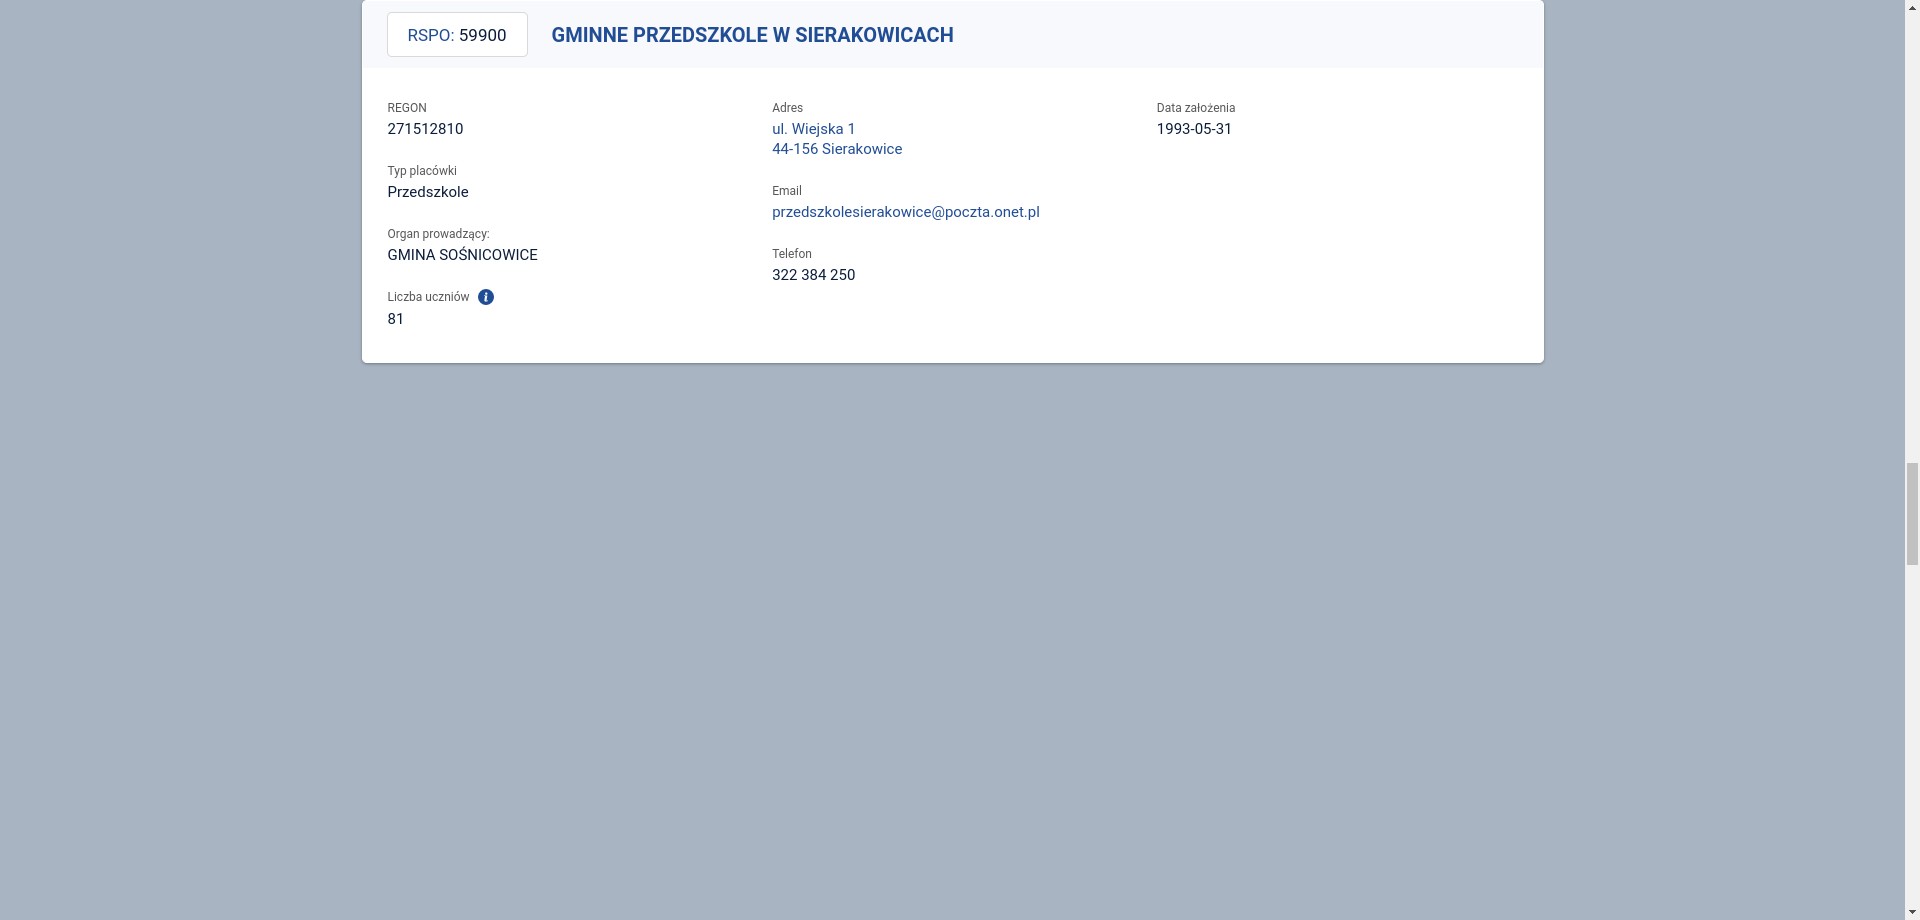 RSPO: 59900
GMINNE PRZEDSZKOLE W SIERAKOWICACH
REGON
271512810
Typ placówki
Przedszkole
Organ prowadzący:
GMINA SOŚNICOWICE
Liczba uczniów
81
Adres
ul. Wiejska 1
44-156 Sierakowice
Email
przedszkolesierakowice@poczta.onet.pl
Telefon
322 384 250
Data założenia
1993-05-31